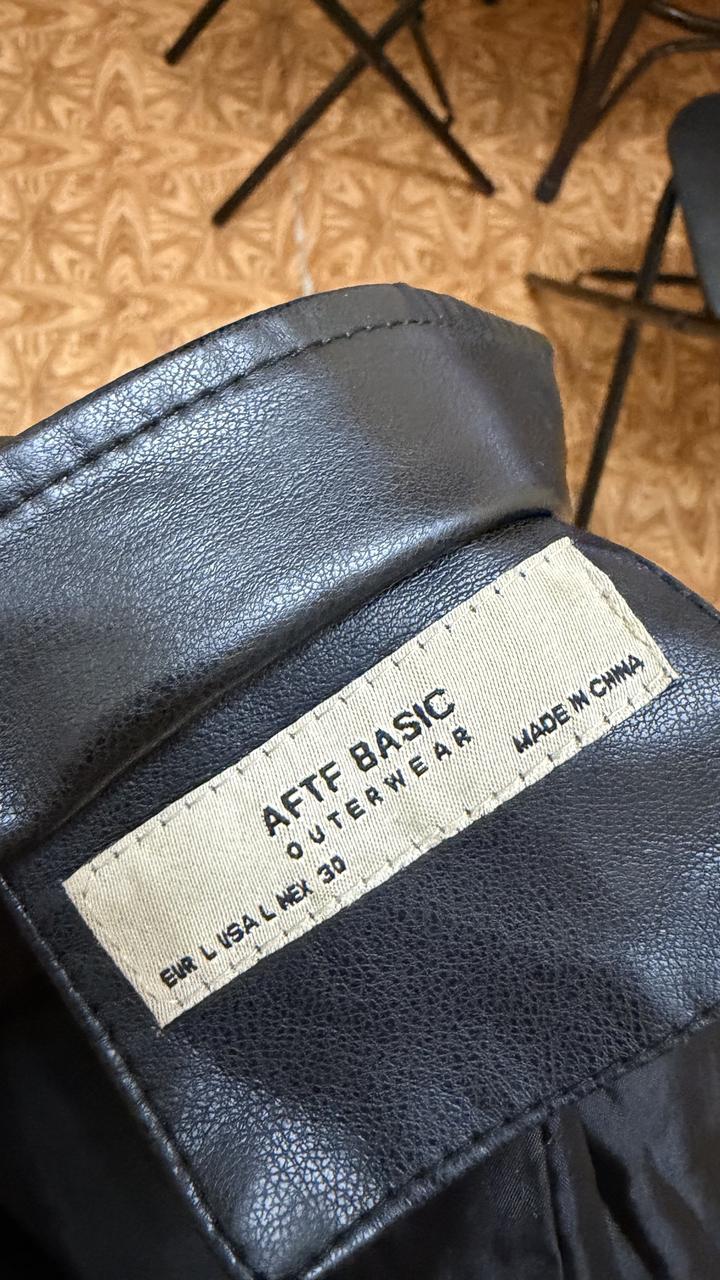 AFTF BASIC
OUTERWEAR
MADE IN CHINA
EUR L USA L MEX 30